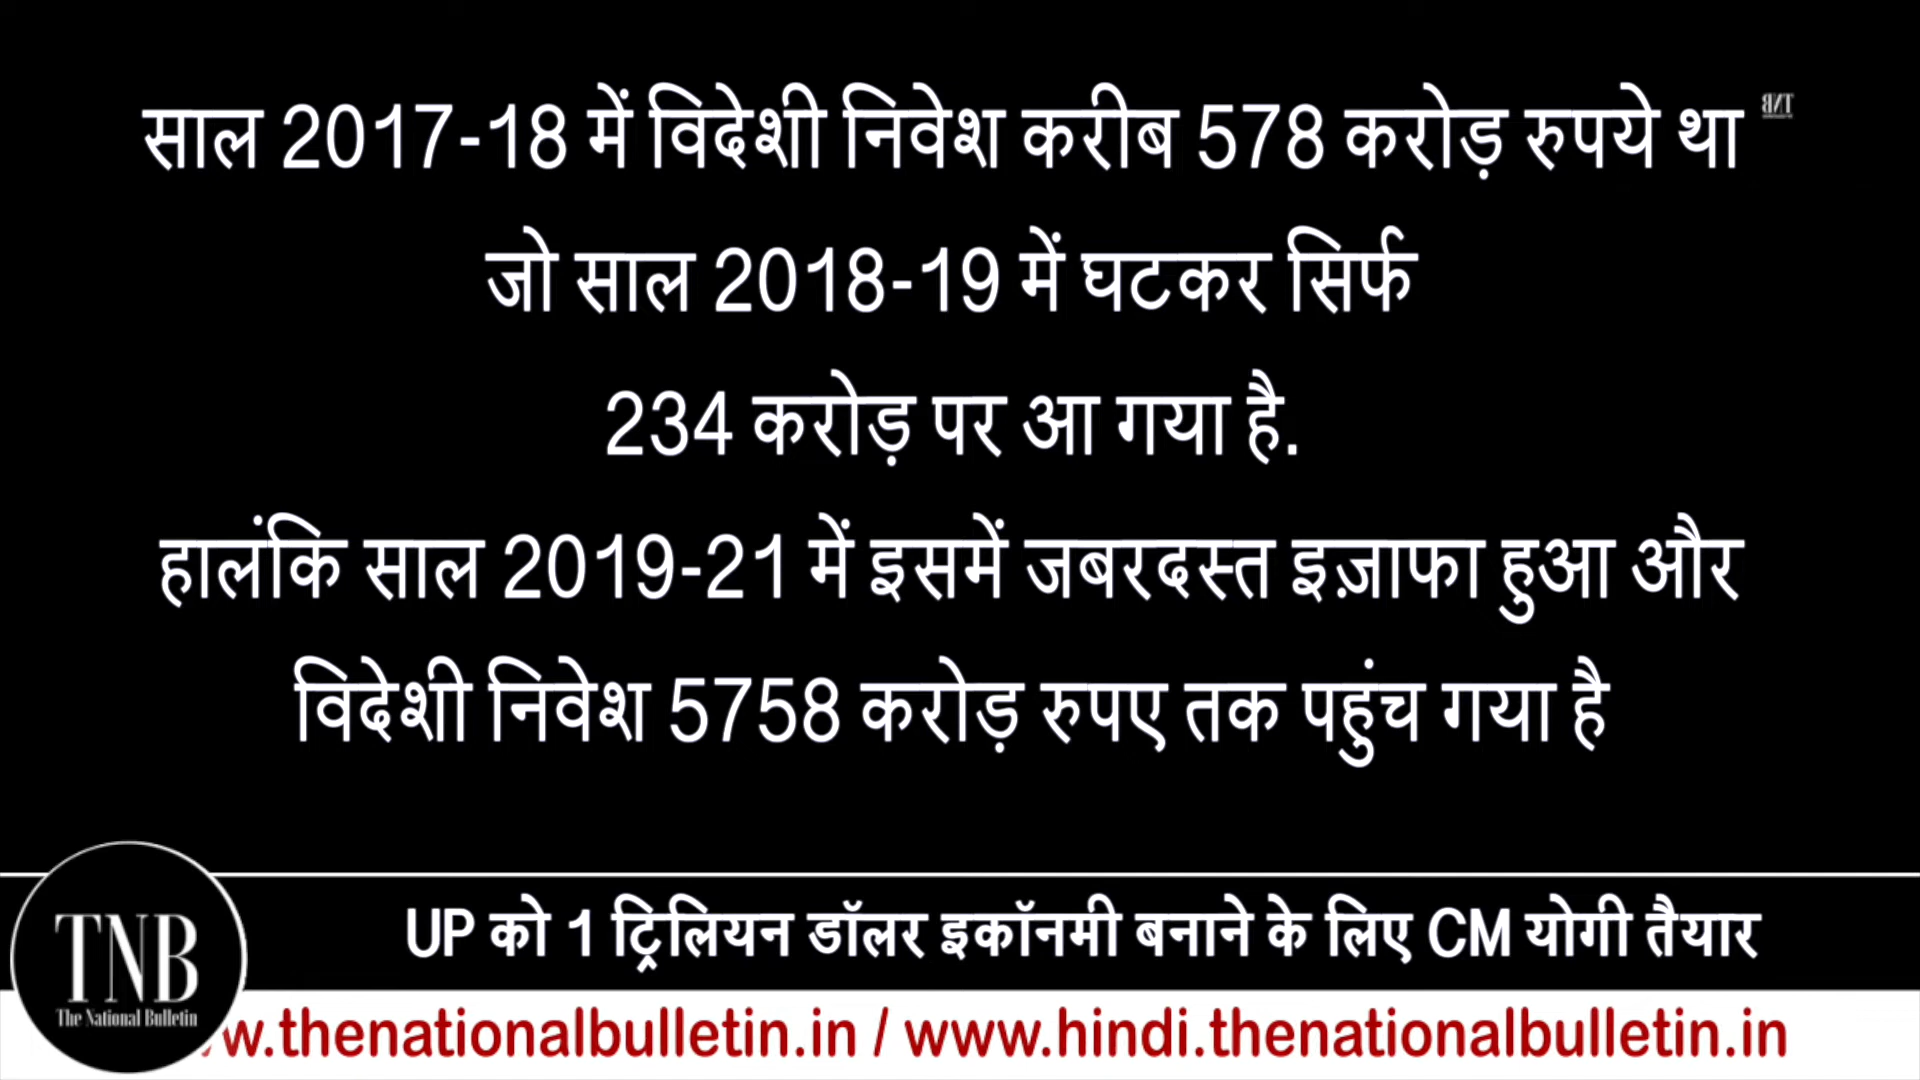 साल 2017-18 में विदेशी निवेश करीब 578 करोड़ रुपये था
TNB
जो साल 2018-19 में घटकर सिर्फ
234 करोड़ पर आ गया है.
हालंकि साल 2019-21 में इसमें जबरदस्त इज़ाफा हुआ और
विदेशी निवेश 5758 करोड़ रुपए तक पहुंच गया है
UP को 1 ट्रिलियन डॉलर इकॉनमी बनाने के लिए CM योगी तैयार
TNB
The National Bulletin
w.thenationalbulletin.in / www.hindi.thenationalbulletin.in